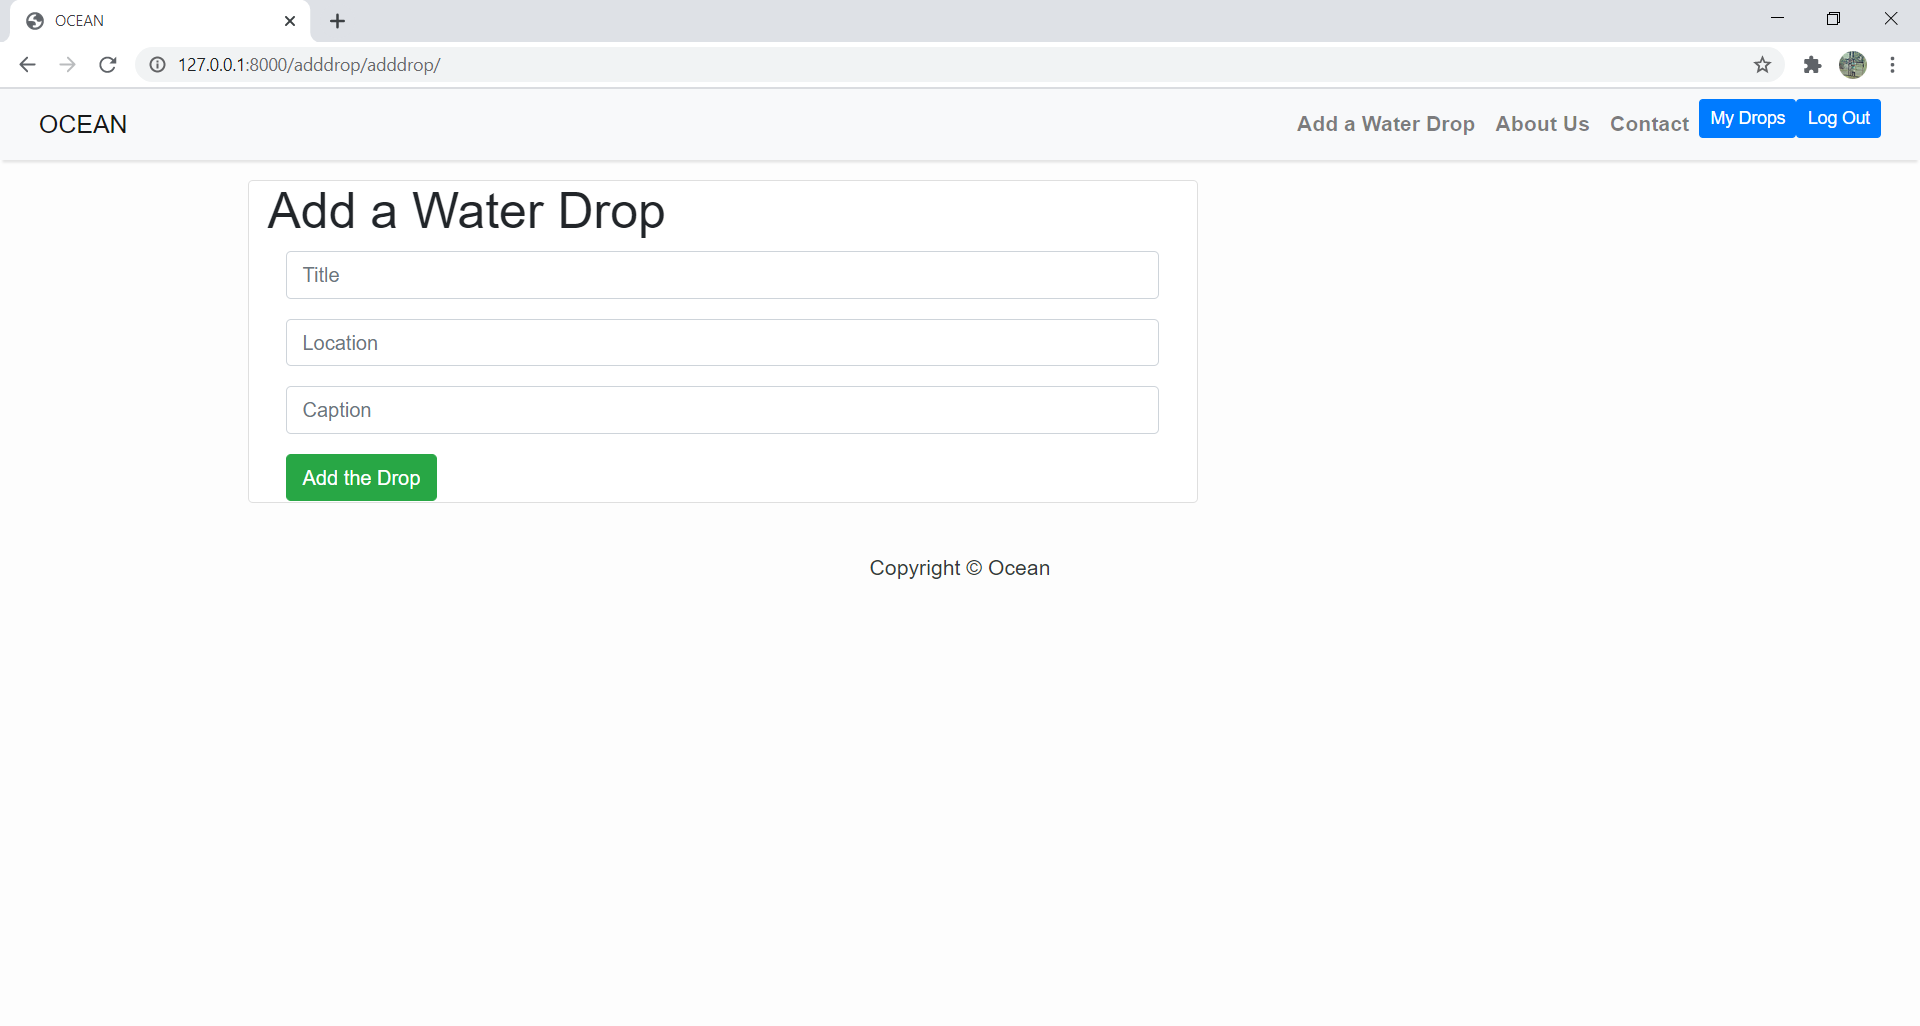 OCEAN
127.0.0.1:8000/adddrop/adddrop/
OCEAN Add a Water Drop About Us Contact My Drops Log Out
Add a Water Drop
Title
Location
Caption
Add the Drop
Copyright © Ocean